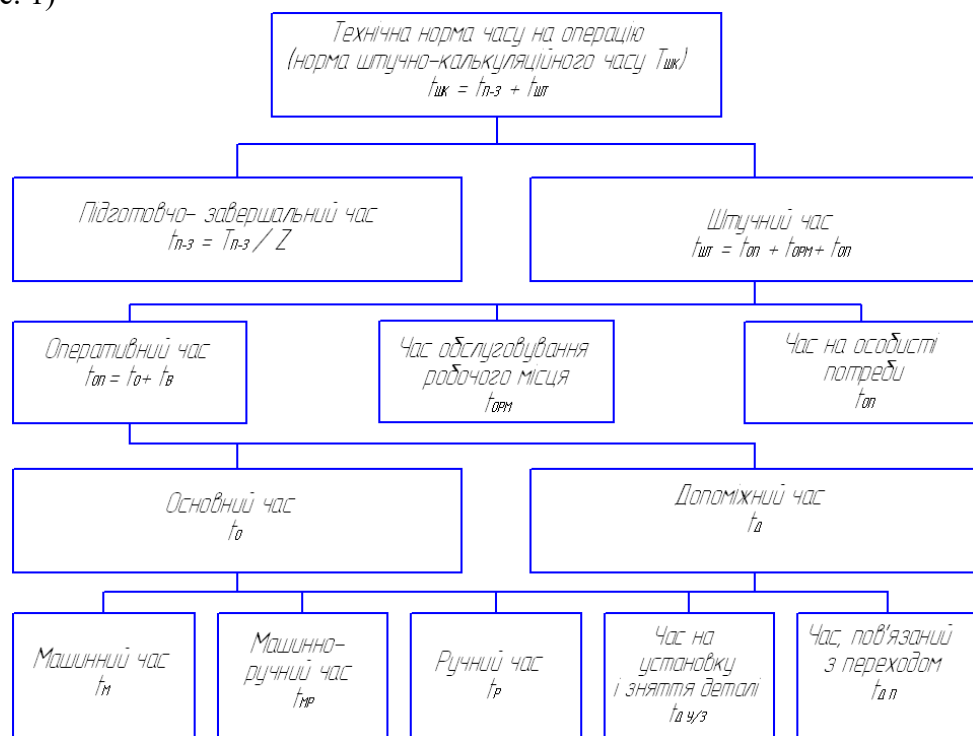 с. 1)
Технічна норма часу на операцію
(норма штучно-калькуляційного часу Tшк)
tшк = tп-з + tшт
Підготовчо- завершальний час
tп-з = Tп-з / Z
Штучний час
tшт = tоп + tорм + tоп
Оперативний час
tоп = tо + tв
Час обслуговування
робочого місця
tорм
Час на особисті
потреби
tоп
Основний час
tо
Допоміжний час
tд
Машинний час
tм
Машинно-
ручний час
tмр
Ручний час
tр
Час на
установку
і зняття деталі
tд у/з
Час, пов'язаний
з переходом
tд п